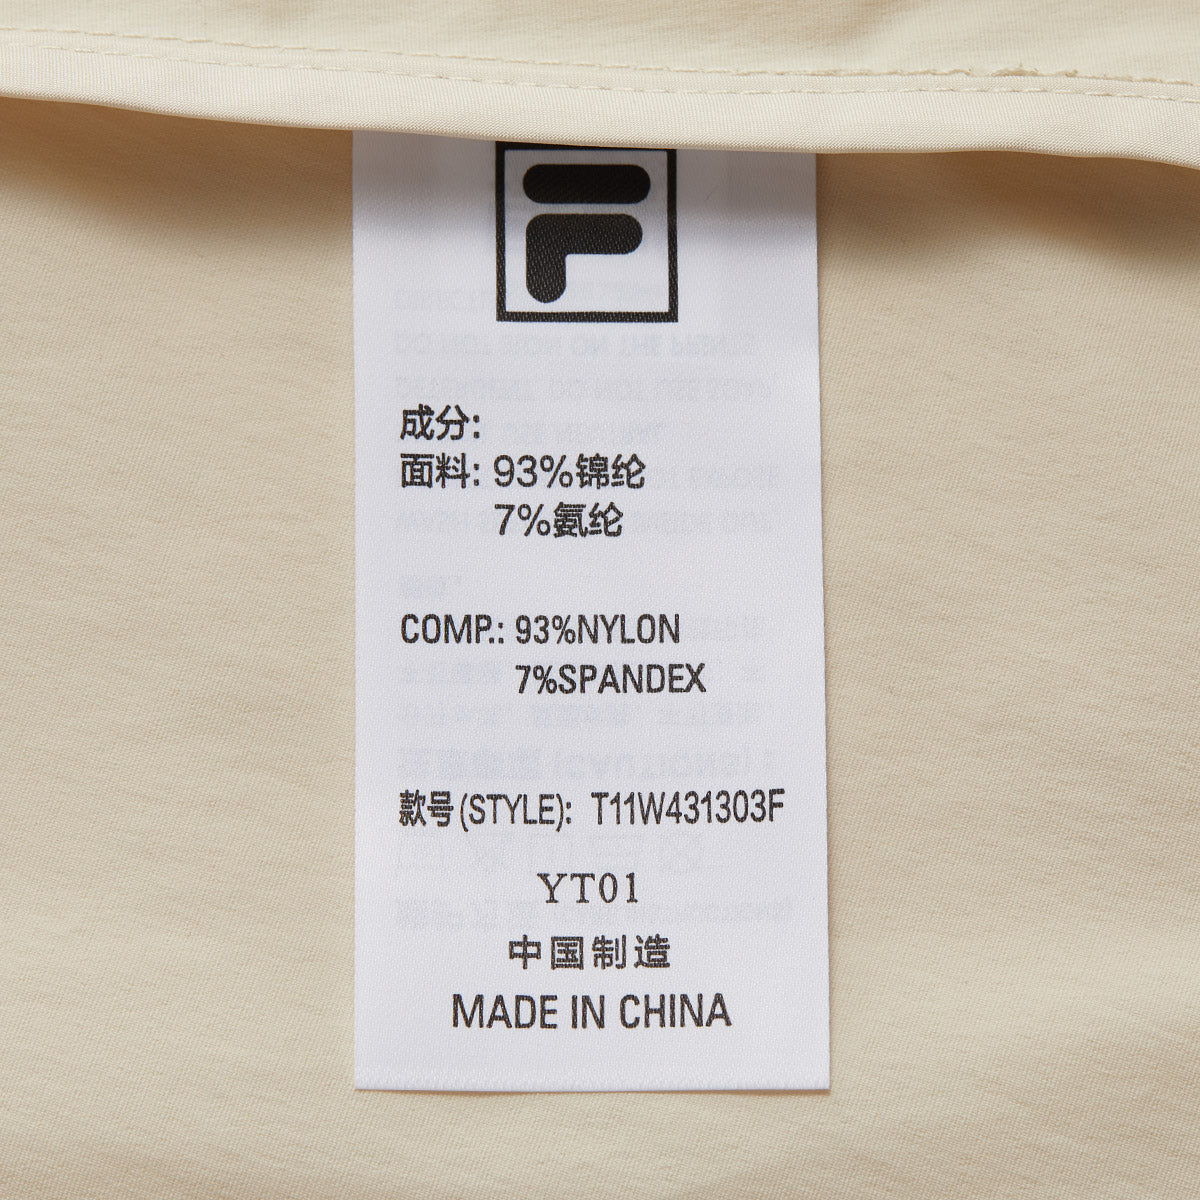 F
成分:
面料: 93%锦纶
7%氨纶
COMP.: 93%NYLON
7%SPANDEX
款号(STYLE): T11W431303F
YT01
中国制造
MADE IN CHINA